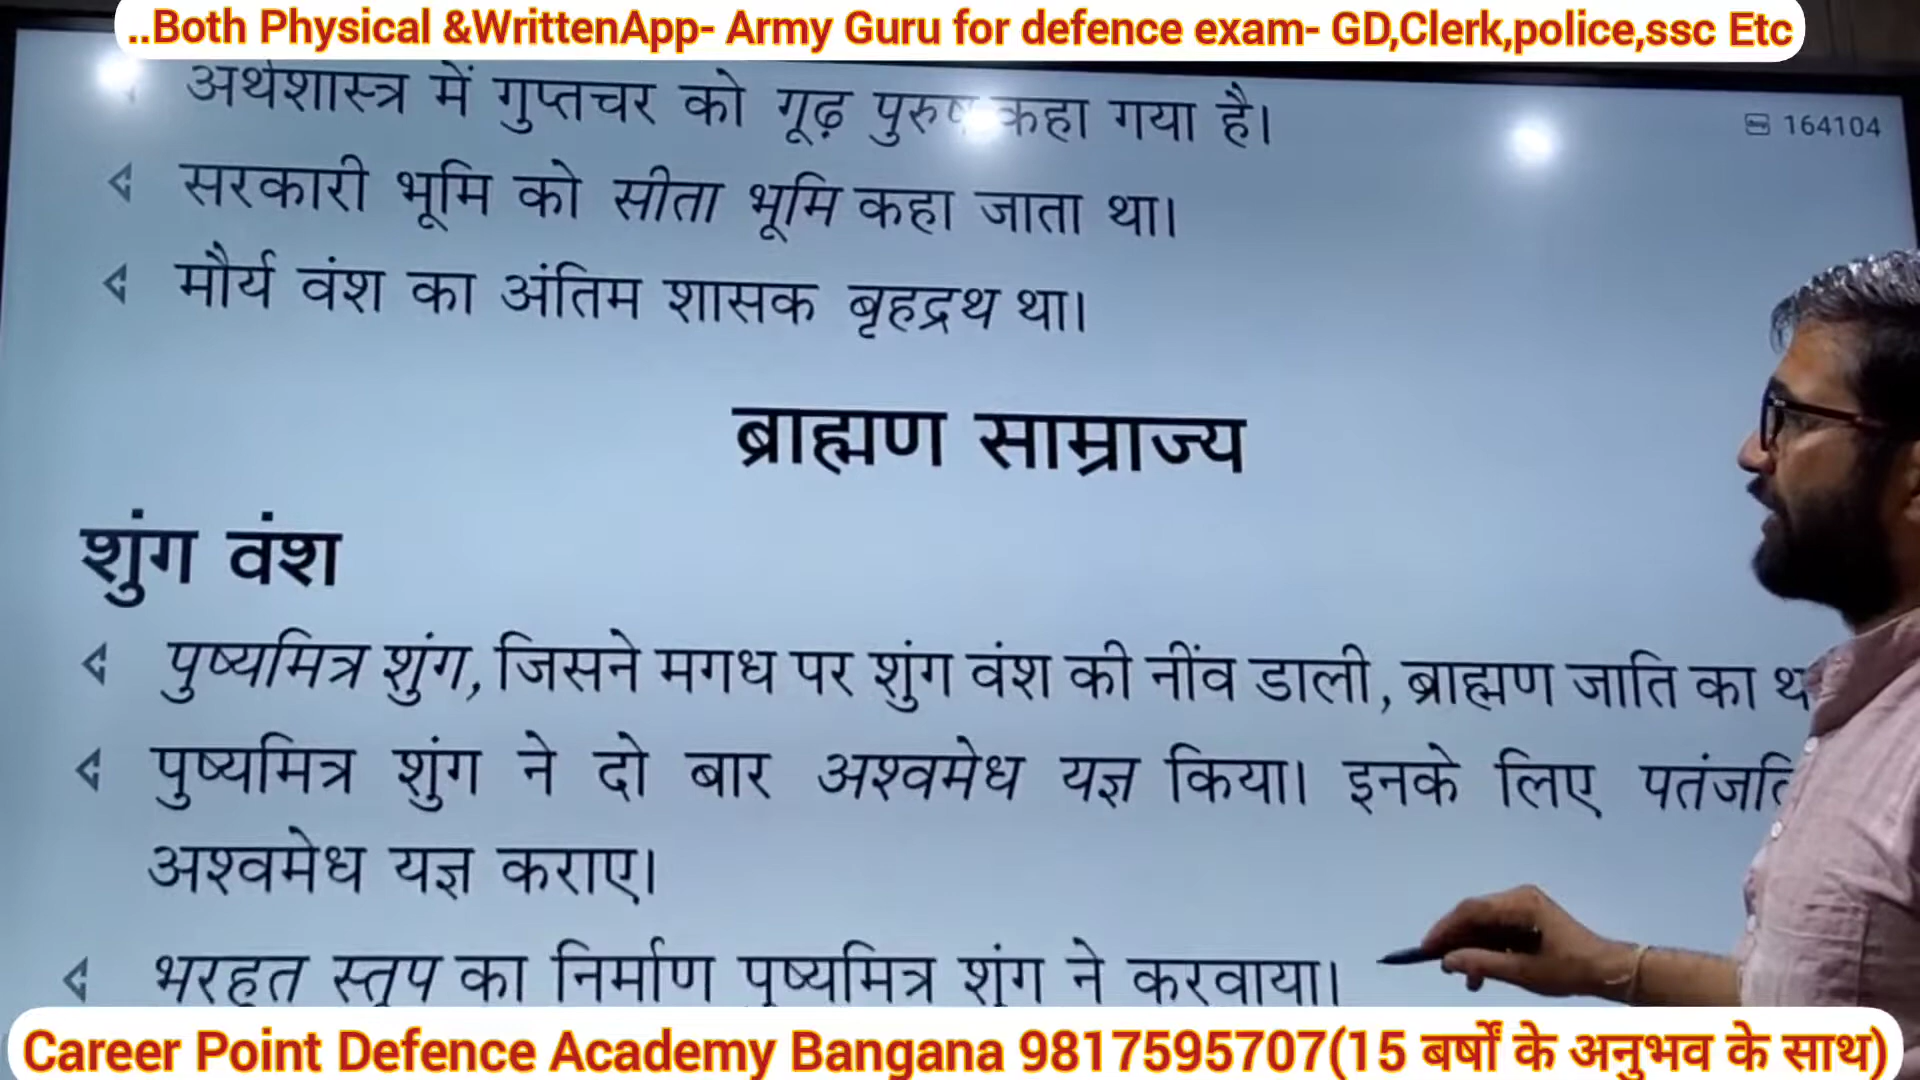 ..Both Physical &WrittenApp- Army Guru for defence exam- GD,Clerk,police,ssc Etc
अर्थशास्त्र में गुप्तचर को गूढ़ पुरुष कहा गया है।
164104
सरकारी भूमि को सीता भूमि कहा जाता था।
मौर्य वंश का अंतिम शासक बृहद्रथ था।
ब्राह्मण साम्राज्य
शुंग वंश
पुष्यमित्र शुंग, जिसने मगध पर शुंग वंश की नींव डाली, ब्राह्मण जाति का
पुष्यमित्र शुंग ने दो बार अश्वमेध यज्ञ किया। इनके लिए
अश्वमेध यज्ञ कराए।
भरहुत स्तूप का निर्माण पुष्यमित्र शुंग ने करवाया।
Career Point Defence Academy Bangana 9817595707(15 बर्षों के अनुभव के साथ)